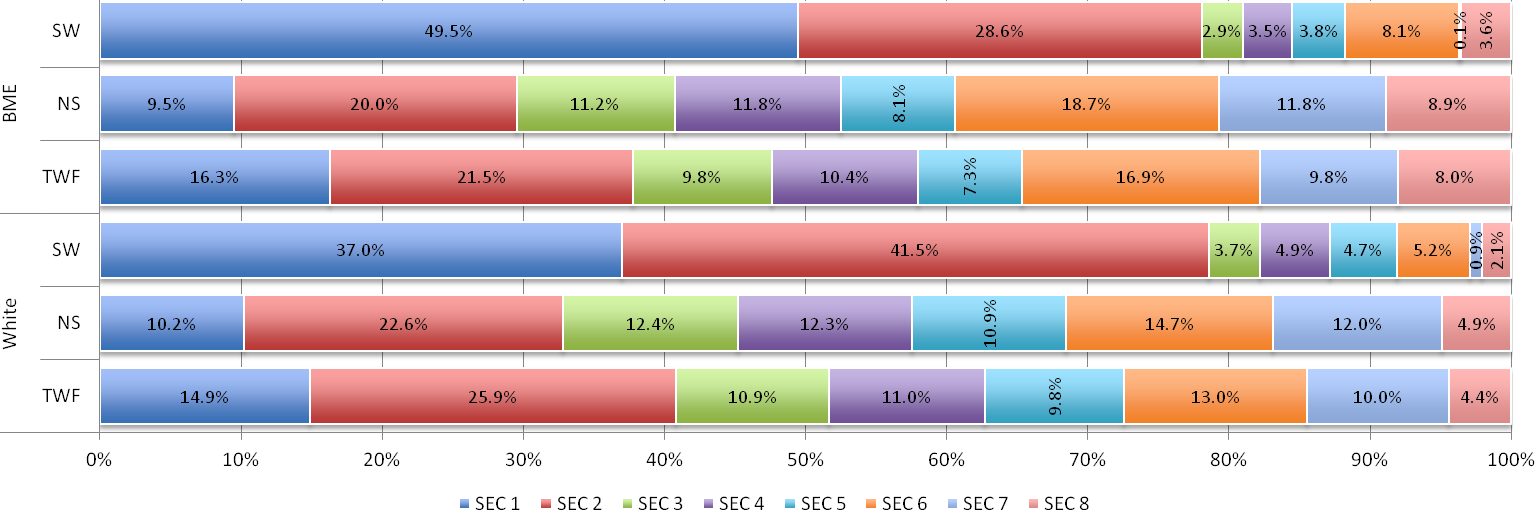 BME
SW 49.5% 28.6% 2.9% 3.5% 3.8% 8.1% 0.1% 3.6%
NS 9.5% 20.0% 11.2% 11.8% 8.1% 18.7% 11.8% 8.9%
TWF 16.3% 21.5% 9.8% 10.4% 7.3% 16.9% 9.8% 8.0%
White
SW 37.0% 41.5% 3.7% 4.9% 4.7% 5.2% 0.9% 2.1%
NS 10.2% 22.6% 12.4% 12.3% 10.9% 14.7% 12.0% 4.9%
TWF 14.9% 25.9% 10.9% 11.0% 9.8% 13.0% 10.0% 4.4%
0% 10% 20% 30% 40% 50% 60% 70% 80% 90% 100%
SEC 1 SEC 2 SEC 3 SEC 4 SEC 5 SEC 6 SEC 7 SEC 8